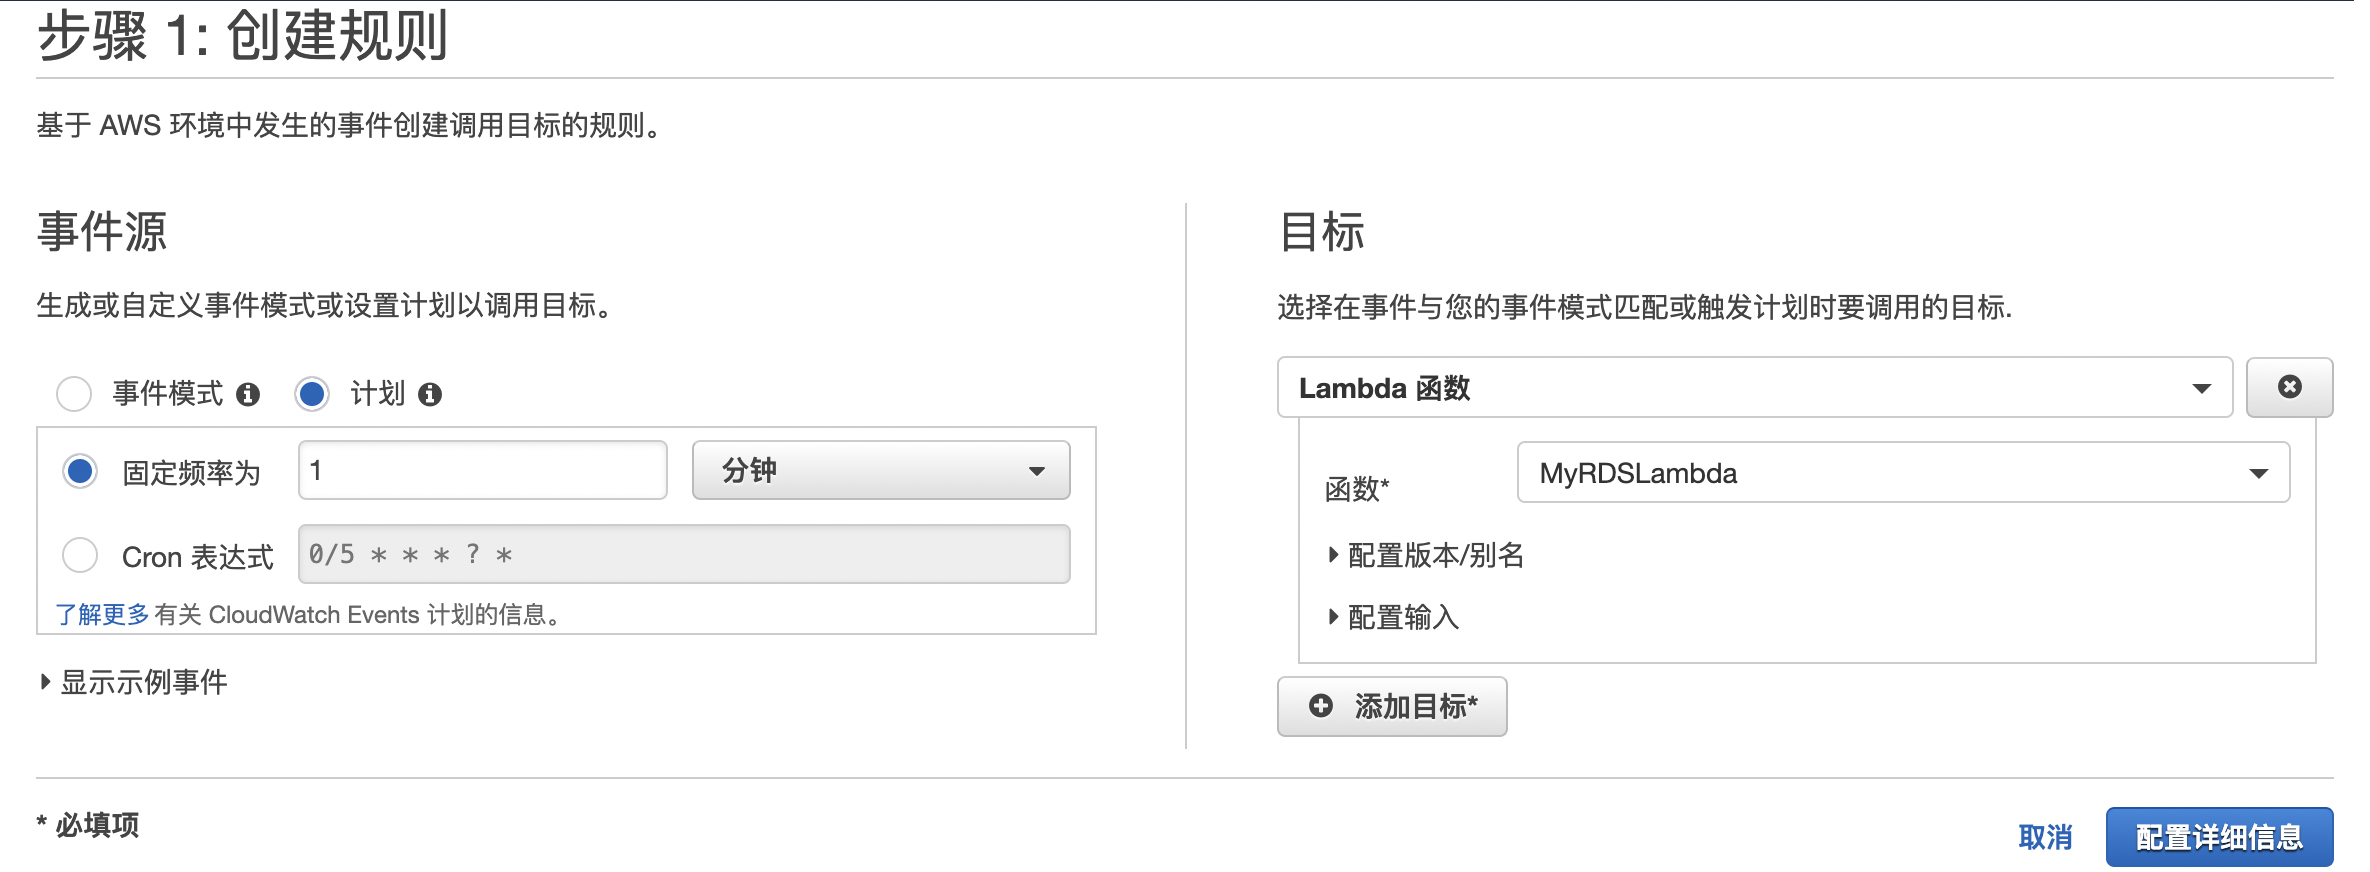 步骤 1: 创建规则
基于 AWS 环境中发生的事件创建调用目标的规则。
事件源
生成或自定义事件模式或设置计划以调用目标。
事件模式 计划
固定频率为 1 分钟
Cron 表达式 0/5 * * * ? *
了解更多 有关 CloudWatch Events 计划的信息。
显示示例事件
目标
选择在事件与您的事件模式匹配或触发计划时要调用的目标.
Lambda 函数
函数* MyRDSLambda
配置版本/别名
配置输入
添加目标*
* 必填项
取消 配置详细信息